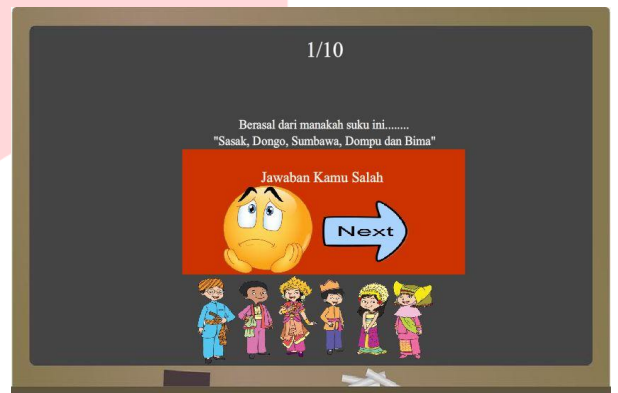 1/10
Berasal dari manakah suku ini........
"Sasak, Dongo, Sumbawa, Dompu dan Bima"
Jawaban Kamu Salah
Next